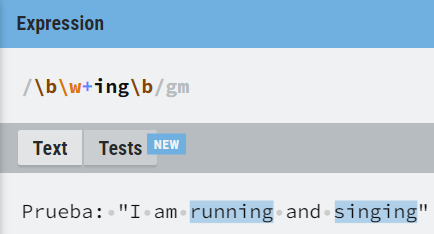 Expression
/\b\w+ing\b/gm
Text Tests NEW
Prueba: "I am running and singing"